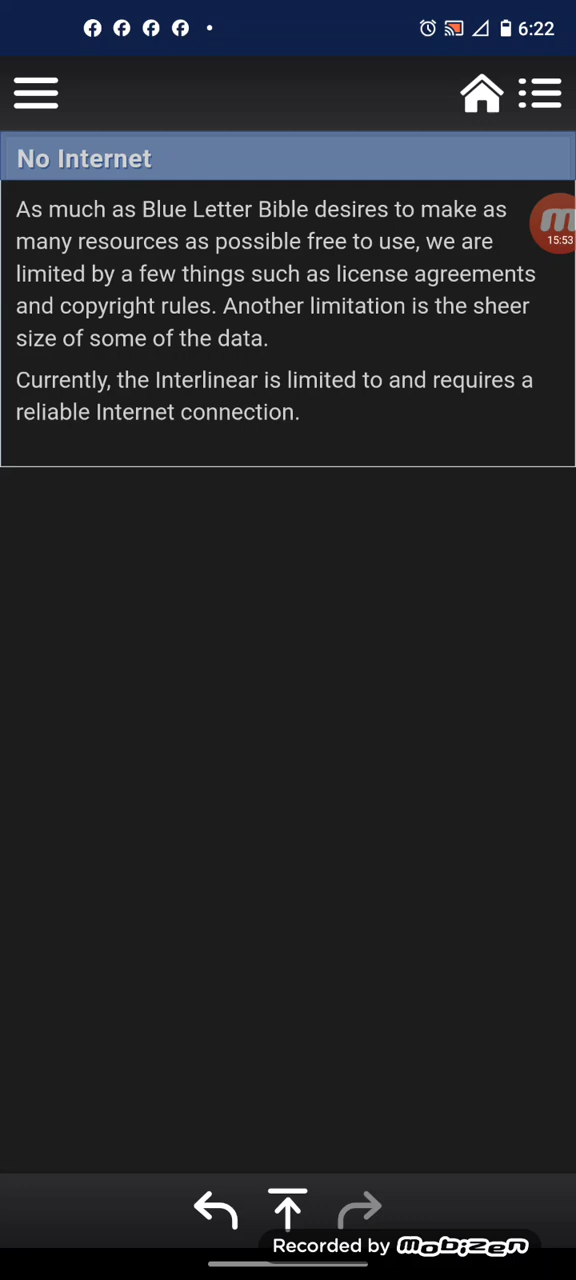 6:22
No Internet
As much as Blue Letter Bible desires to make as
many resources as possible free to use, we are
limited by a few things such as license agreements
and copyright rules. Another limitation is the sheer
size of some of the data.
15:53
Currently, the Interlinear is limited to and requires a
reliable Internet connection.
Recorded by mobizen